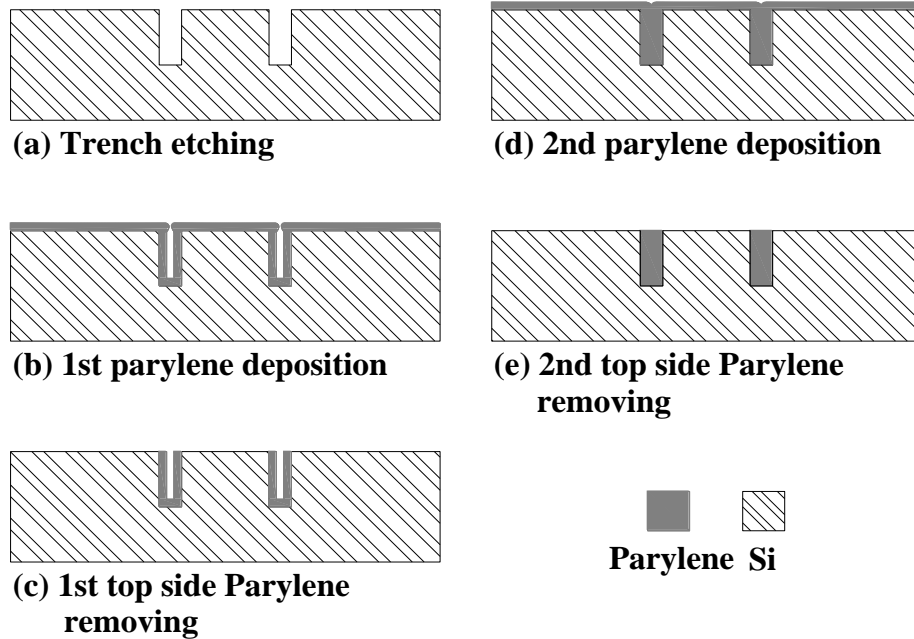 (a) Trench etching
(b) 1st parylene deposition
(c) 1st top side Parylene
removing
(d) 2nd parylene deposition
(e) 2nd top side Parylene
removing
Parylene Si